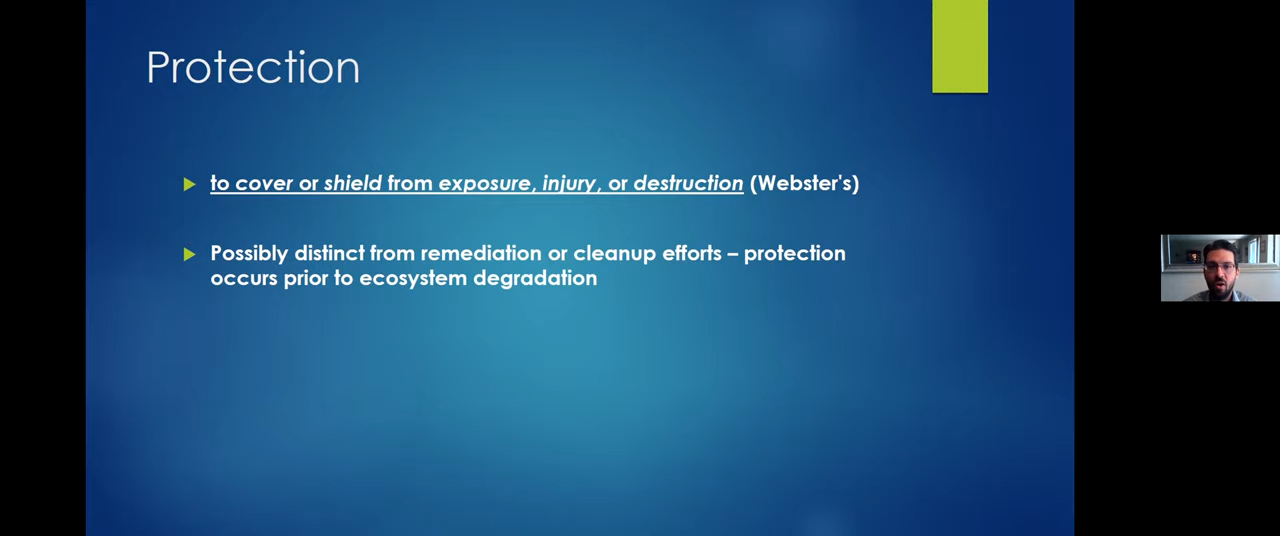 Protection
to cover or shield from exposure, injury, or destruction (Webster's)
Possibly distinct from remediation or cleanup efforts – protection
occurs prior to ecosystem degradation